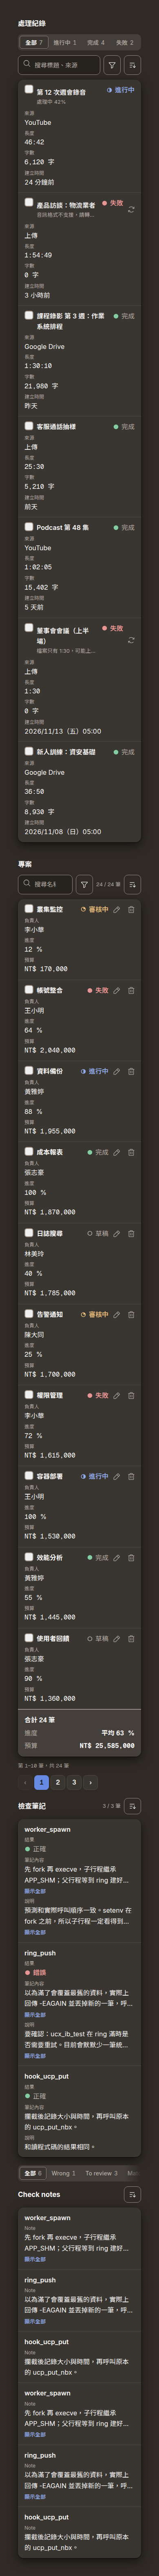 處理紀錄
全部 7 進行中 1 完成 4 失敗 2
搜尋標題、來源
第 12 次週會錄音 進行中
處理中 42%
來源
YouTube
長度
46:42
字數
6,120 字
建立時間
24 分鐘前
產品訪談：物流業者 失敗
音訊格式不支援，請轉…
來源
上傳
長度
1:54:49
字數
0 字
建立時間
3 小時前
課程錄影 第 3 週：作業系統排程 完成
來源
Google Drive
長度
1:30:10
字數
21,980 字
建立時間
昨天
客服通話抽樣 完成
來源
上傳
長度
25:30
字數
5,210 字
建立時間
前天
Podcast 第 48 集 完成
來源
YouTube
長度
1:02:05
字數
15,402 字
建立時間
5 天前
董事會會議（上半場） 失敗
檔案只有 1:30，可能上…
來源
上傳
長度
1:30
字數
0 字
建立時間
2026/11/13（五）05:00
新人訓練：資安基礎 完成
來源
Google Drive
長度
36:50
字數
8,930 字
建立時間
2026/11/08（日）05:00
專案
搜尋名稱 24 / 24 筆
叢集監控 審核中
負責人
李小華
進度
12 %
預算
NT$ 170,000
帳號整合 失敗
負責人
王小明
進度
64 %
預算
NT$ 2,040,000
資料備份 進行中
負責人
黃雅婷
進度
88 %
預算
NT$ 1,955,000
成本報表 完成
負責人
張志豪
進度
100 %
預算
NT$ 1,870,000
日誌搜尋 草稿
負責人
林美玲
進度
40 %
預算
NT$ 1,785,000
告警通知 審核中
負責人
陳大同
進度
25 %
預算
NT$ 1,700,000
權限管理 失敗
負責人
李小華
進度
72 %
預算
NT$ 1,615,000
容器部署 進行中
負責人
王小明
進度
100 %
預算
NT$ 1,530,000
效能分析 完成
負責人
黃雅婷
進度
55 %
預算
NT$ 1,445,000
使用者回饋 草稿
負責人
張志豪
進度
90 %
預算
NT$ 1,360,000
合計 24 筆
進度 平均 63 %
預算 NT$ 25,585,000
第 1–10 筆，共 24 筆
‹ 1 2 3 ›
檢查筆記 3 / 3 筆
worker_spawn
結果
正確
筆記內容
先 fork 再 execve，子行程繼承
APP_SHM；父行程等到 ring 建好…
顯示全部
說明
預測和實際呼叫順序一致。setenv 在
fork 之前，所以子行程一定看得到…
顯示全部
ring_push
結果
錯誤
筆記內容
以為滿了會覆蓋最舊的資料，實際上
回傳 -EAGAIN 並丟掉新的一筆，呼…
顯示全部
說明
要確認：ucx_ib_test 在 ring 滿時是
否需要重試。目前會默默少一筆統…
顯示全部
hook_ucp_put
結果
正確
筆記內容
攔截後記錄大小與時間，再呼叫原本
的 ucp_put_nbx。
說明
和讀程式碼的結果相同。
全部 6 Wrong 1 To review 3
Check notes
worker_spawn
Note
先 fork 再 execve，子行程繼承
APP_SHM；父行程等到 ring 建好…
顯示全部
ring_push
Note
以為滿了會覆蓋最舊的資料，實際上
回傳 -EAGAIN 並丟掉新的一筆，呼…
顯示全部
hook_ucp_put
Note
攔截後記錄大小與時間，再呼叫原本
的 ucp_put_nbx。
worker_spawn
Note
先 fork 再 execve，子行程繼承
APP_SHM；父行程等到 ring 建好…
顯示全部
ring_push
Note
以為滿了會覆蓋最舊的資料，實際上
回傳 -EAGAIN 並丟掉新的一筆，呼…
顯示全部
hook_ucp_put
Note
攔截後記錄大小與時間，再呼叫原本
的 ucp_put_nbx。